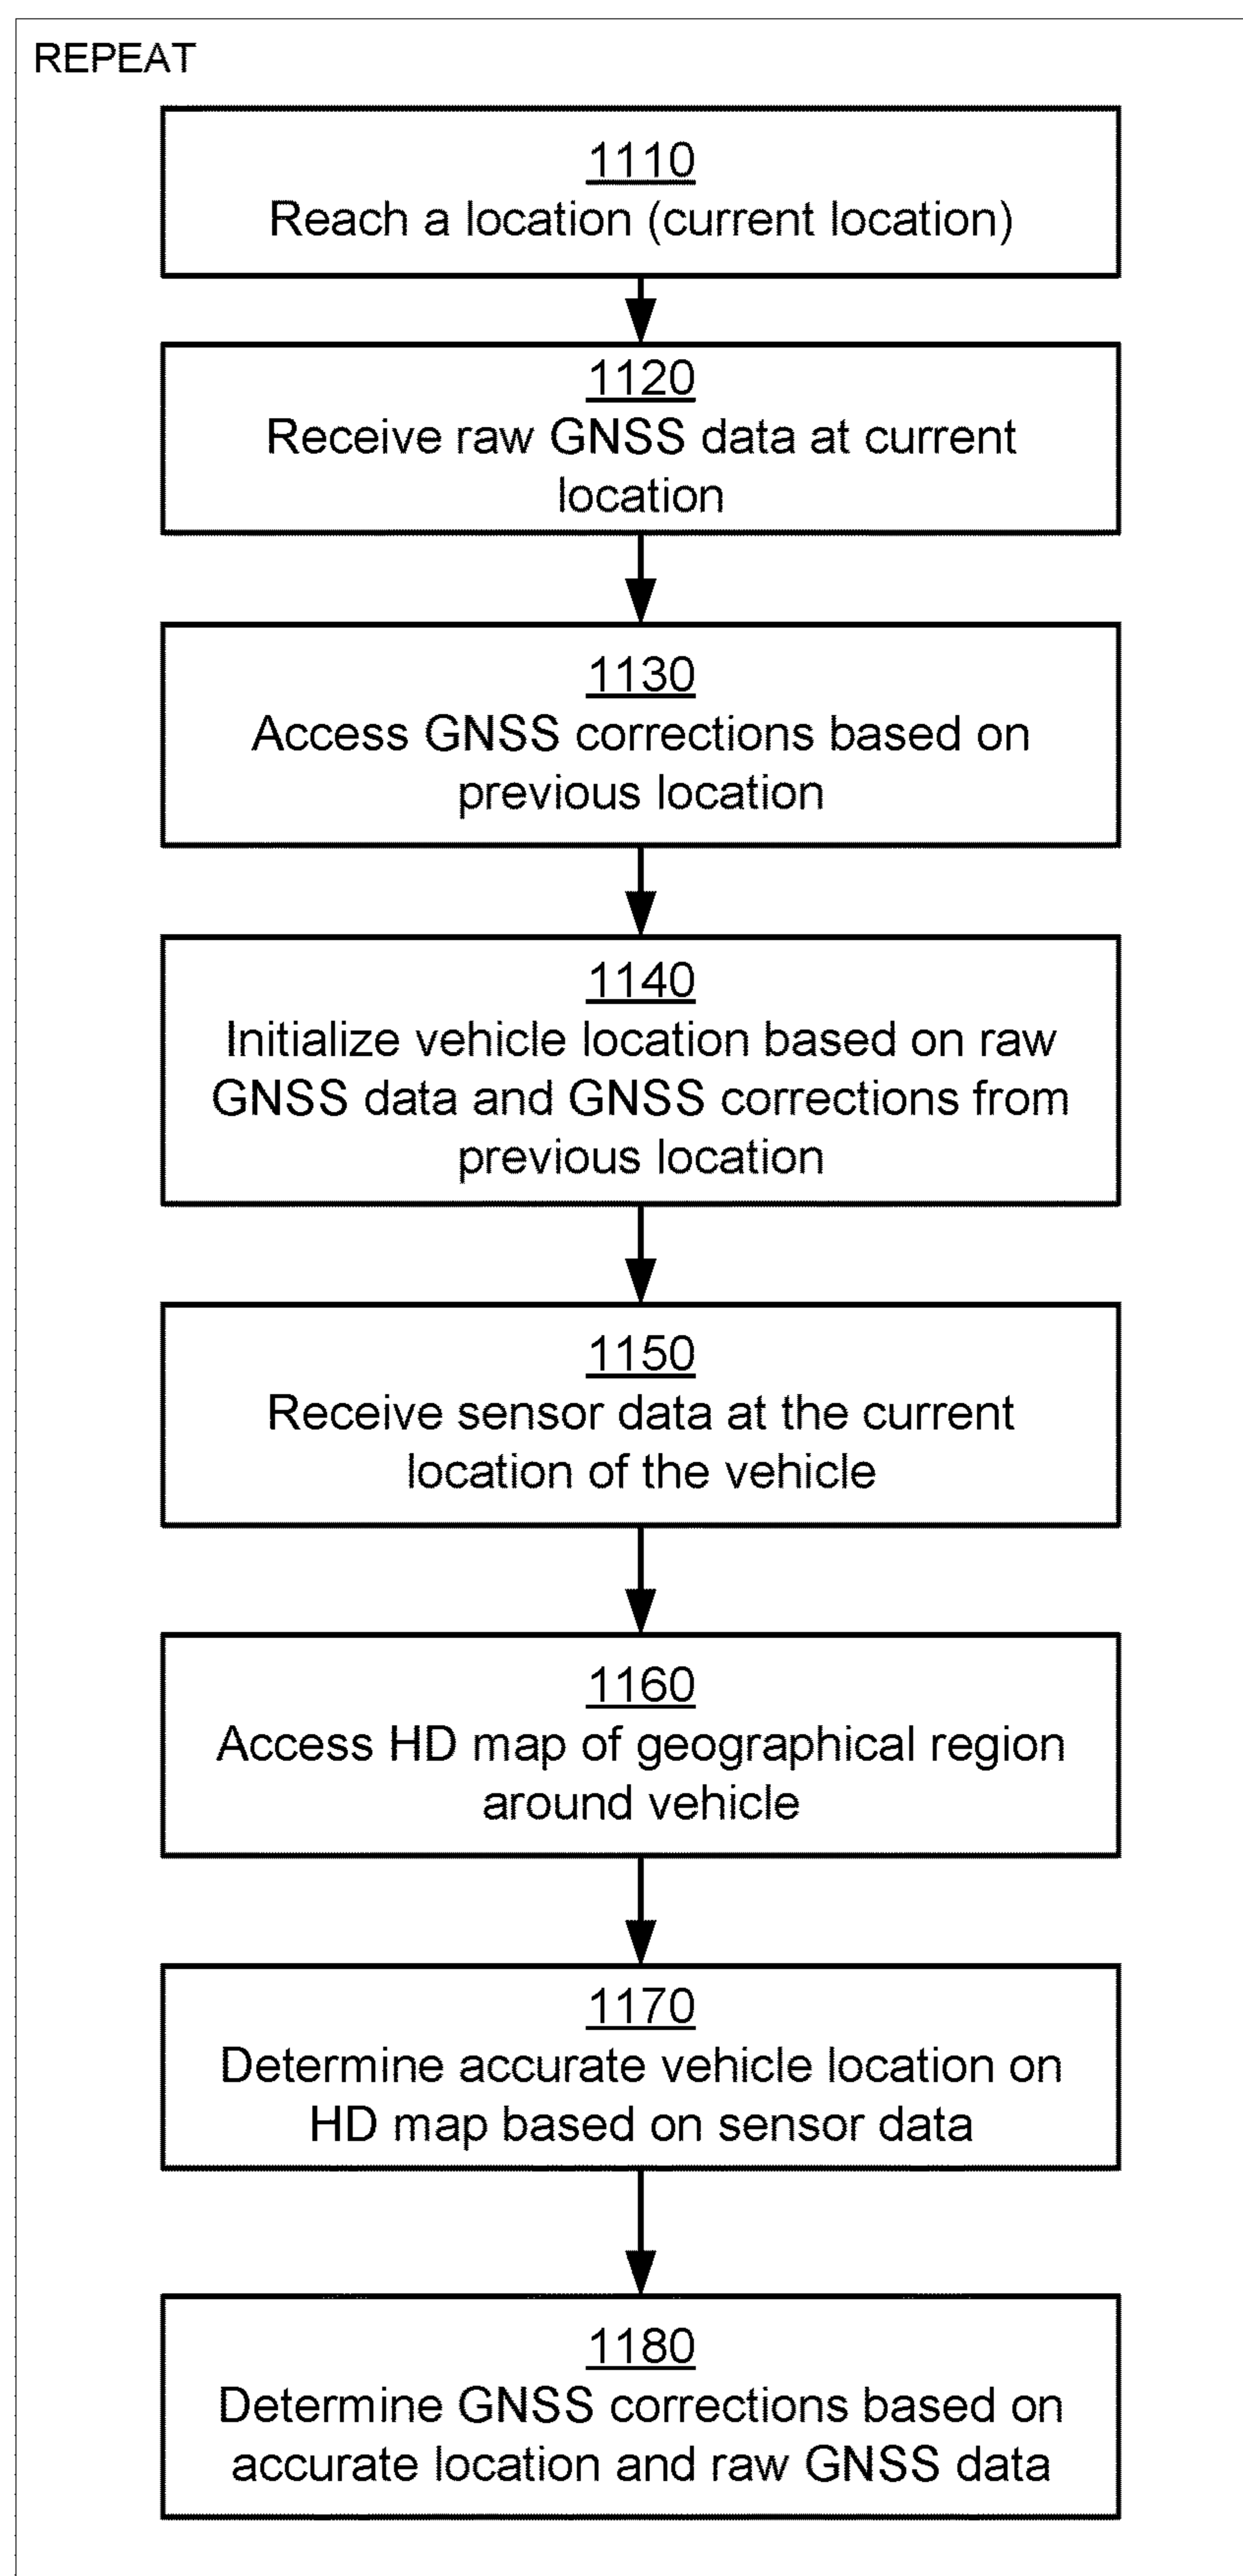 REPEAT
1110
Reach a location (current location)
1120
Receive raw GNSS data at current
location
1130
Access GNSS corrections based on
previous location
1140
Initialize vehicle location based on raw
GNSS data and GNSS corrections from
previous location
1150
Receive sensor data at the current
location of the vehicle
1160
Access HD map of geographical region
around vehicle
1170
Determine accurate vehicle location on
HD map based on sensor data
1180
Determine GNSS corrections based on
accurate location and raw GNSS data